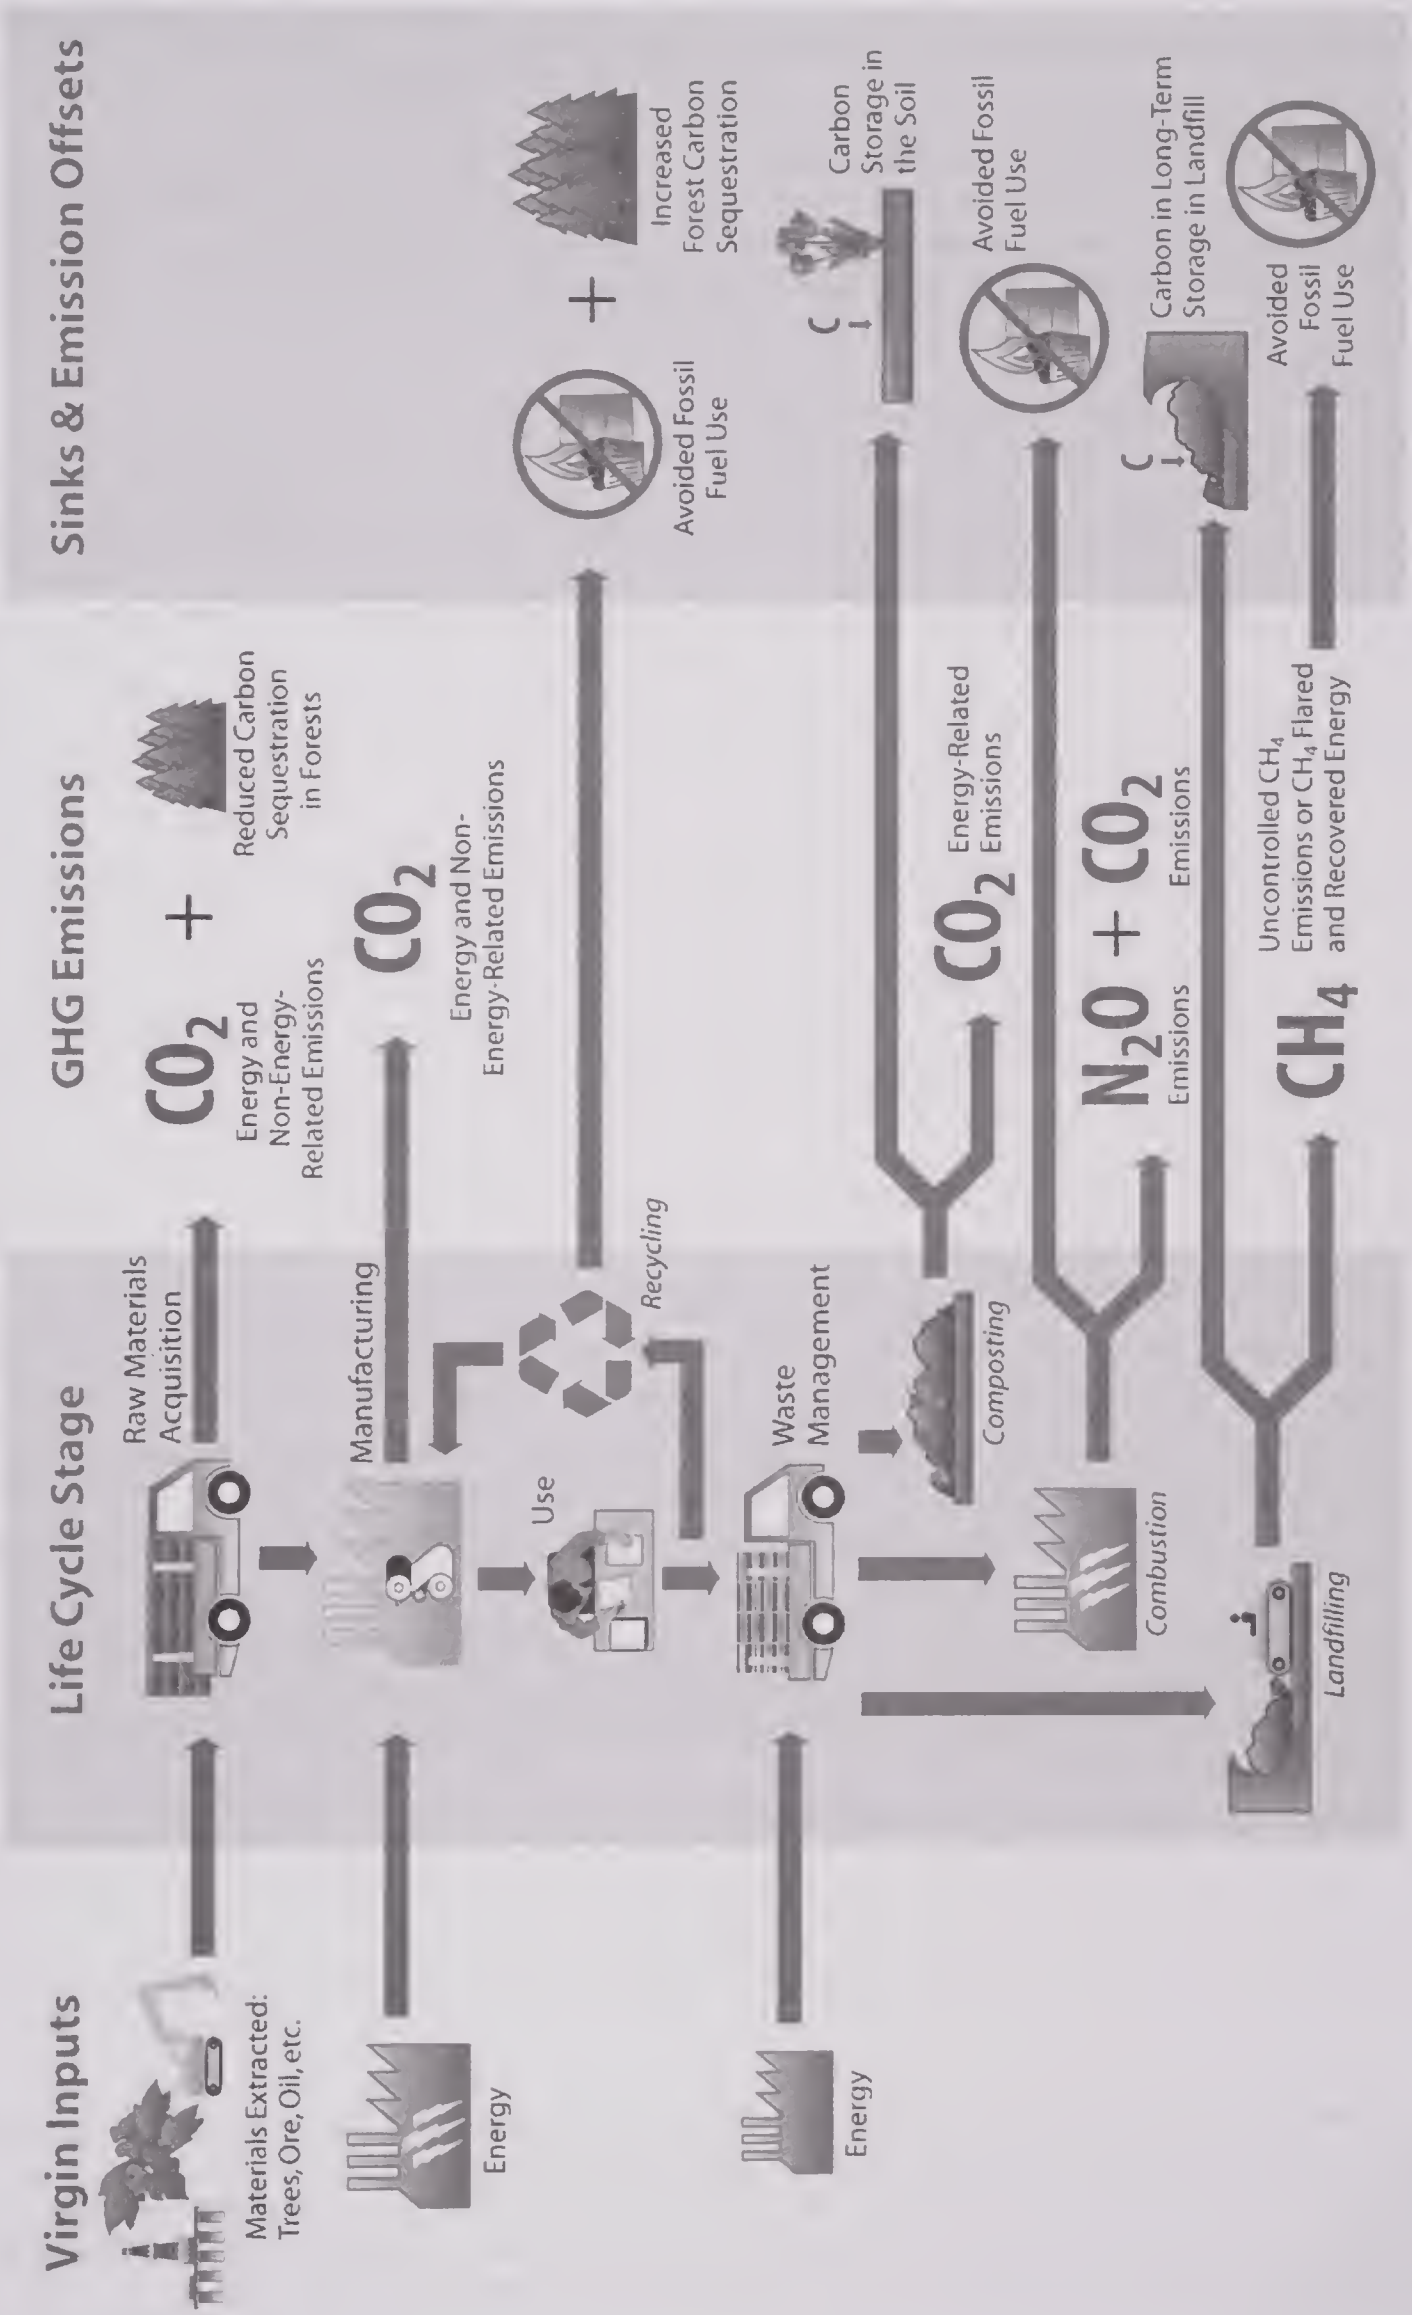 Virgin Inputs
Life Cycle Stage
GHG Emissions
Sinks & Emission Offsets
Materials Extracted:
Trees, Ore, Oil, etc.
Raw Materials
Acquisition
CO2
+
Energy and
Non-Energy-
Related Emissions
Reduced Carbon
Sequestration
in Forests
Energy
Manufacturing
CO2
Energy and Non-
Energy-Related Emissions
Use
Recycling
Avoided Fossil
Fuel Use
+
Increased
Forest Carbon
Sequestration
Energy
Waste
Management
Composting
C
Carbon
Storage in
the Soil
CO2
Energy-Related
Emissions
Combustion
Avoided Fossil
Fuel Use
N2O + CO2
Emissions
Emissions
Landfilling
C
Carbon in Long-Term
Storage in Landfill
CH4
Uncontrolled CH4
Emissions or CH4 Flared
and Recovered Energy
Avoided
Fossil
Fuel Use